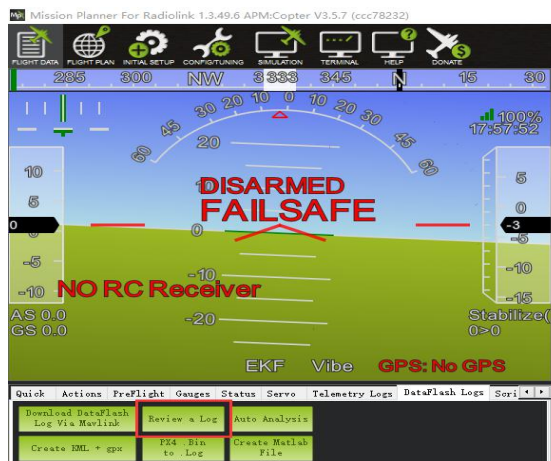 Mission Planner For Radiolink 1.3.49.6 APM:Copter V3.5.7 (ccc78232)
FLIGHT DATA FLIGHT PLAN INITIAL SETUP CONFIG/TUNING SIMULATION TERMINAL HELP DONATE
285 300 NW 333 345 N 15 30
60 45 30 20 10 0 10 20 30 45 60
100%
17:57:52
20
10
0
-10
-20
10
5
0
-5
-10
5
0
-3
-5
-10
-15
DISARMED
FAILSAFE
NO RC Receiver
AS 0.0
GS 0.0
Stabilize(
0>0
EKF Vibe GPS: No GPS
Quick Actions PreFlight Gauges Status Servo Telemetry Logs DataFlash Logs Scri
Download DataFlash
Log Via Mavlink
Review a Log
Auto Analysis
Create KML + gpx
PX4 .Bin
to .Log
Create Matlab
File